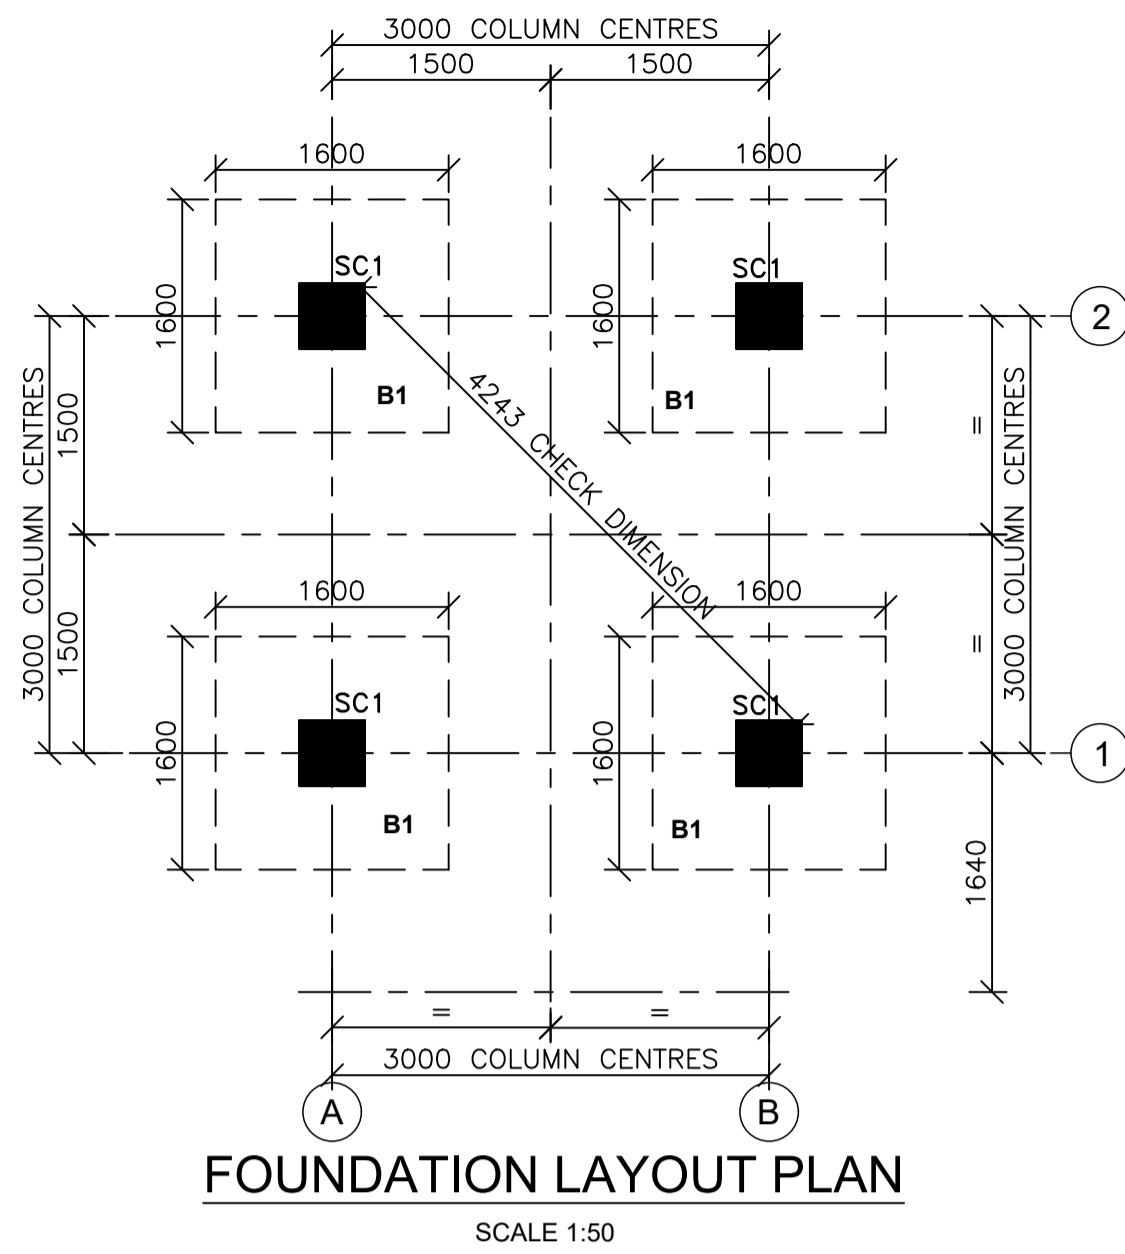 3000 COLUMN CENTRES
1500 1500
1600 1600
SC1 SC1
1600 1600
2
B1 B1
3000 COLUMN CENTRES
1500
4243 CHECK DIMENSION
=
3000 COLUMN CENTRES
1500
=
1600 1600
SC1 SC1
1600 1600
1
B1 B1
1640
= =
3000 COLUMN CENTRES
A B
FOUNDATION LAYOUT PLAN
SCALE 1:50